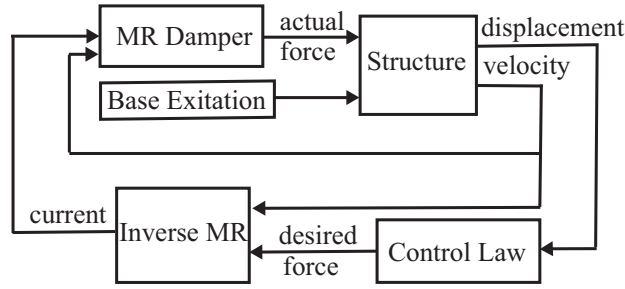 MR Damper
actual
force
Structure
displacement
velocity
Base Exitation
current
Inverse MR
desired
force
Control Law